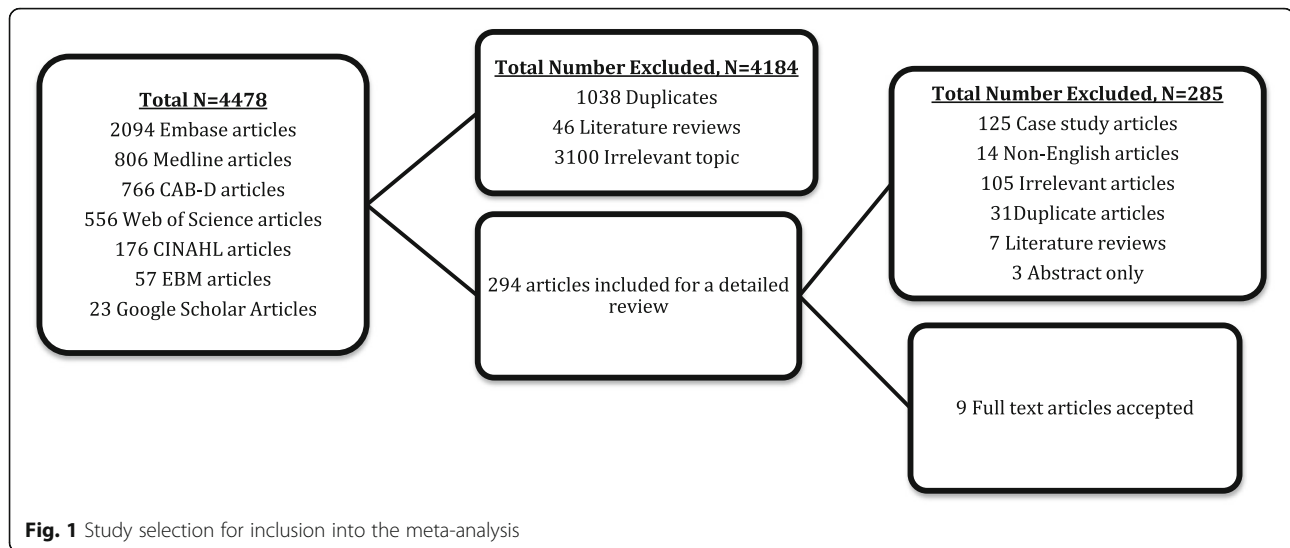 Total N=4478
2094 Embase articles
806 Medline articles
766 CAB-D articles
556 Web of Science articles
176 CINAHL articles
57 EBM articles
23 Google Scholar Articles
Total Number Excluded, N=4184
1038 Duplicates
46 Literature reviews
3100 Irrelevant topic
294 articles included for a detailed
review
Total Number Excluded, N=285
125 Case study articles
14 Non-English articles
105 Irrelevant articles
31Duplicate articles
7 Literature reviews
3 Abstract only
9 Full text articles accepted
Fig. 1 Study selection for inclusion into the meta-analysis